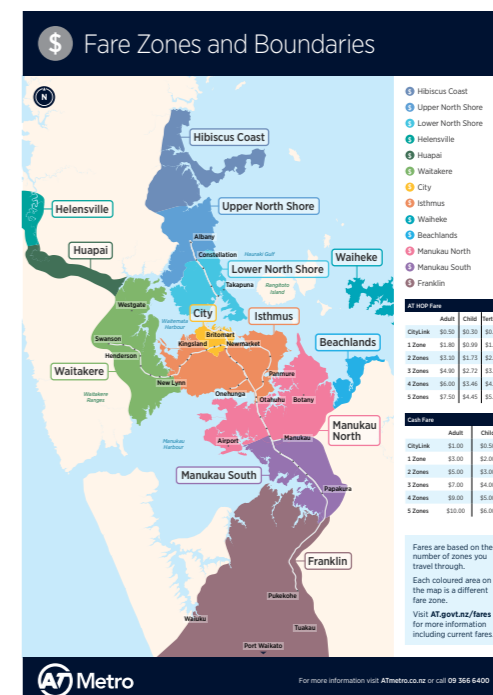 $ Fare Zones and Boundaries
N
Hibiscus Coast
Helensville
Upper North Shore
Albany
Huapai
Constellation
Hauraki Gulf
Waiheke
Lower North Shore
Takapuna
Rangitoto
Island
Westgate
City
Waitemata
Harbour
Isthmus
Britomart
Swanson
Kingsland
Newmarket
Beachlands
Henderson
Waitakere
Panmure
New Lynn
Waitakere
Ranges
Onehunga
Otahuhu
Botany
Manukau
North
Manukau
Harbour
Airport
Manukau
Manukau South
Papakura
Franklin
Pukekohe
Waiuku
Tuakau
Port Waikato
$ Hibiscus Coast
$ Upper North Shore
$ Lower North Shore
$ Helensville
$ Huapai
$ Waitakere
$ City
$ Isthmus
$ Waiheke
$ Beachlands
$ Manukau North
$ Manukau South
$ Franklin
AT HOP Fare
Adult Child Tert
CityLink $0.50 $0.30 $0.
1 Zone $1.80 $0.99 $1.
2 Zones $3.10 $1.73 $2.
3 Zones $4.90 $2.72 $3.
4 Zones $6.00 $3.46 $4.
5 Zones $7.50 $4.45 $5.
Cash Fare
Adult Child
CityLink $1.00 $0.50
1 Zone $3.00 $2.00
2 Zones $5.00 $3.00
3 Zones $7.00 $4.00
4 Zones $9.00 $5.00
5 Zones $10.00 $6.00
Fares are based on the
number of zones you
travel through.
Each coloured area on
the map is a different
fare zone.
Visit AT.govt.nz/fares
for more information
including current fares.
AT Metro
For more information visit ATmetro.co.nz or call 09 366 6400